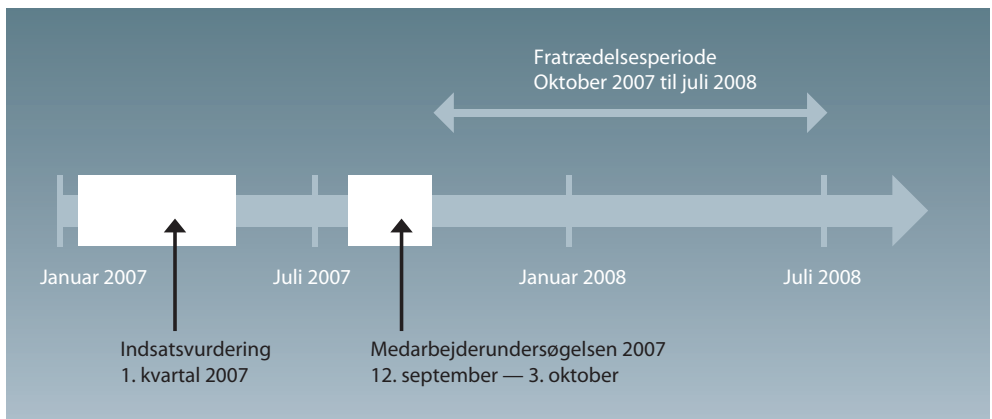 Fratrædelsesperiode
Oktober 2007 til juli 2008
Januar 2007
Juli 2007
Januar 2008
Juli 2008
Indsatsvurdering
1. kvartal 2007
Medarbejderundersøgelsen 2007
12. september — 3. oktober